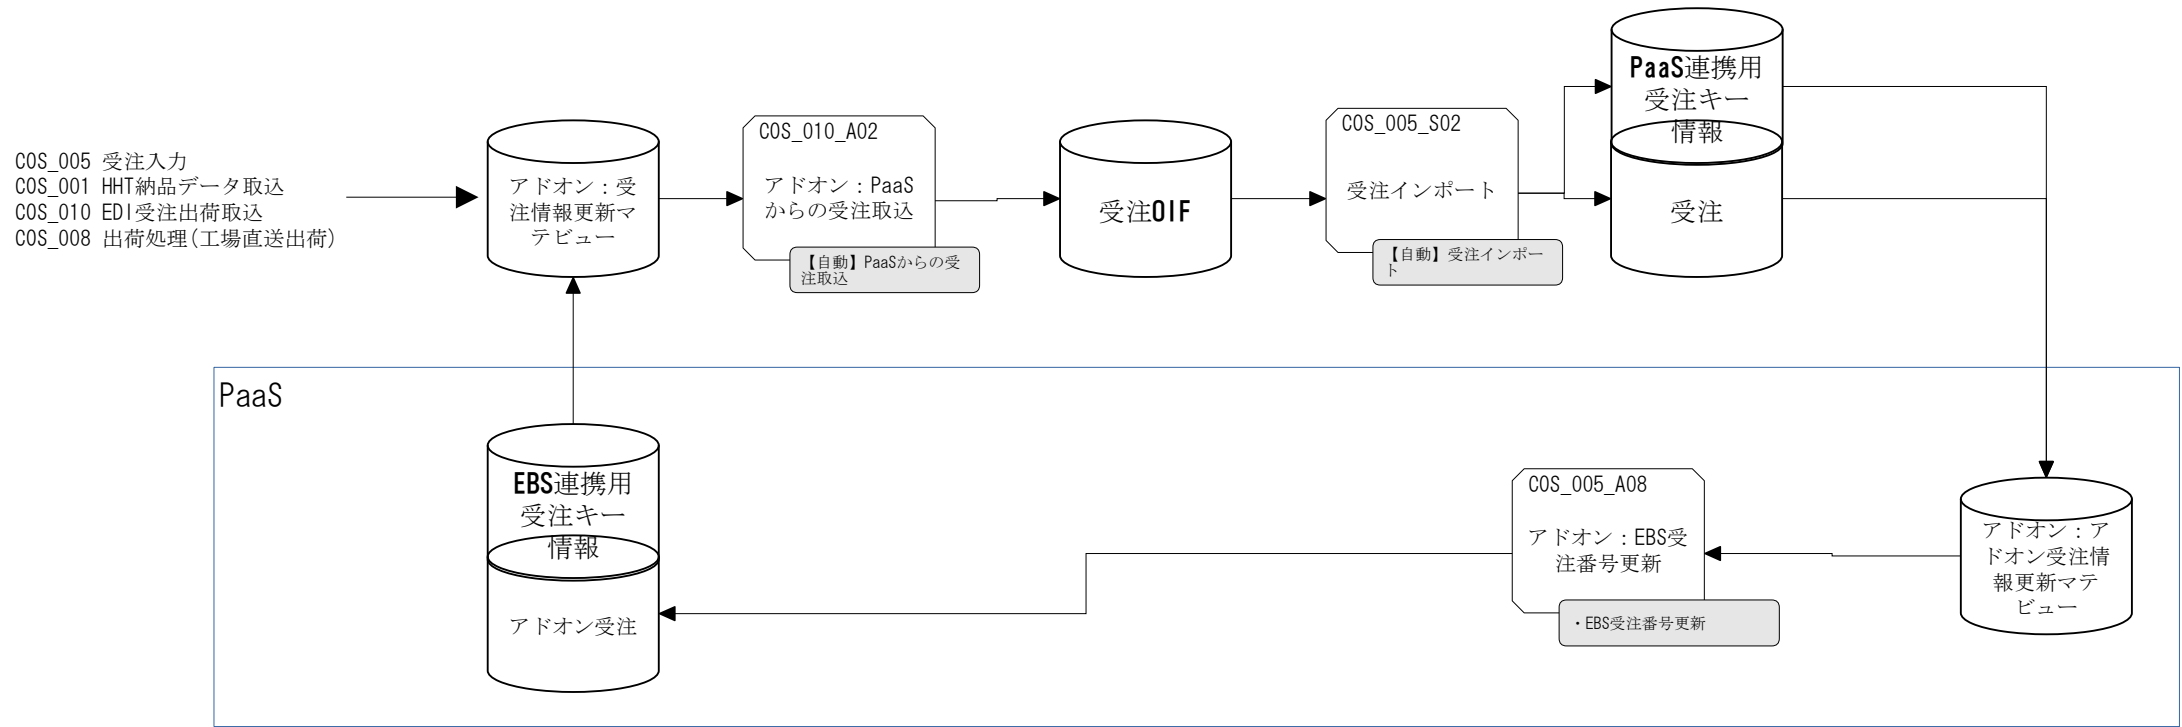 COS_005 受注入力
COS_001 HHT納品データ取込
COS_010 EDI受注出荷取込
COS_008 出荷処理(工場直送出荷)
アドオン：受
注情報更新マ
テビュー
COS_010_A02
アドオン：PaaS
からの受注取込
【自動】PaaSからの受
注取込
受注OIF
COS_005_S02
受注インポート
【自動】受注インポー
ト
PaaS連携用
受注キー
情報
受注
PaaS
EBS連携用
受注キー
情報
アドオン受注
COS_005_A08
アドオン：EBS受
注番号更新
・EBS受注番号更新
アドオン：ア
ドオン受注情
報更新マテ
ビュー